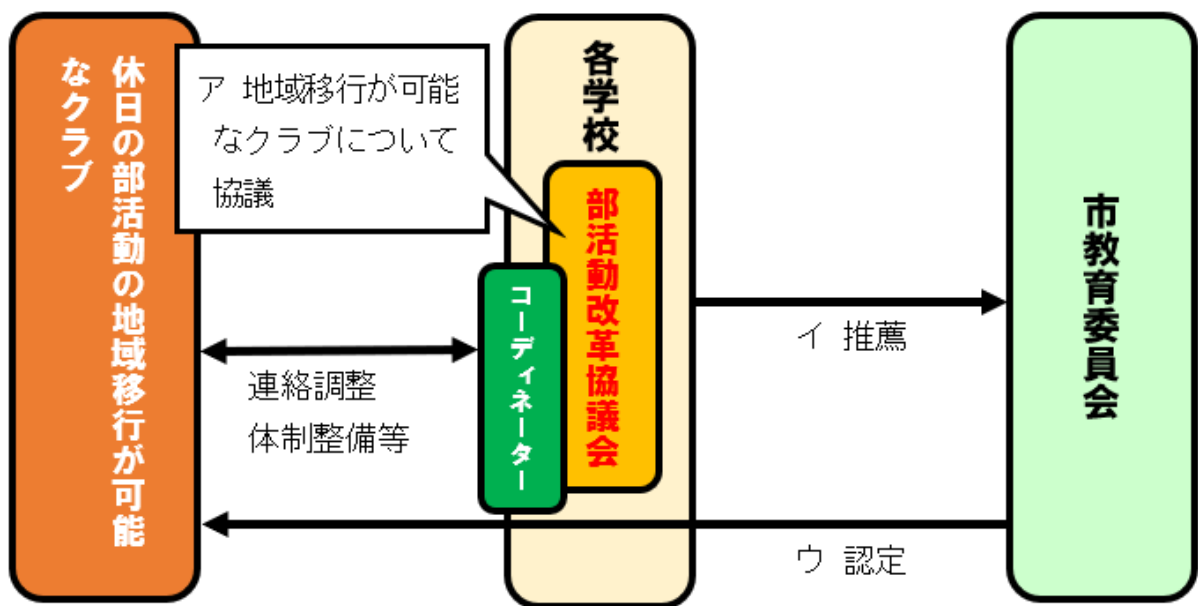 休日の部活動の地域移行が可能
なクラブ
ア 地域移行が可能
なクラブについて
協議
各学校
部活動改革協議会
コーディネーター
連絡調整
体制整備等
イ 推薦
ウ 認定
市教育委員会